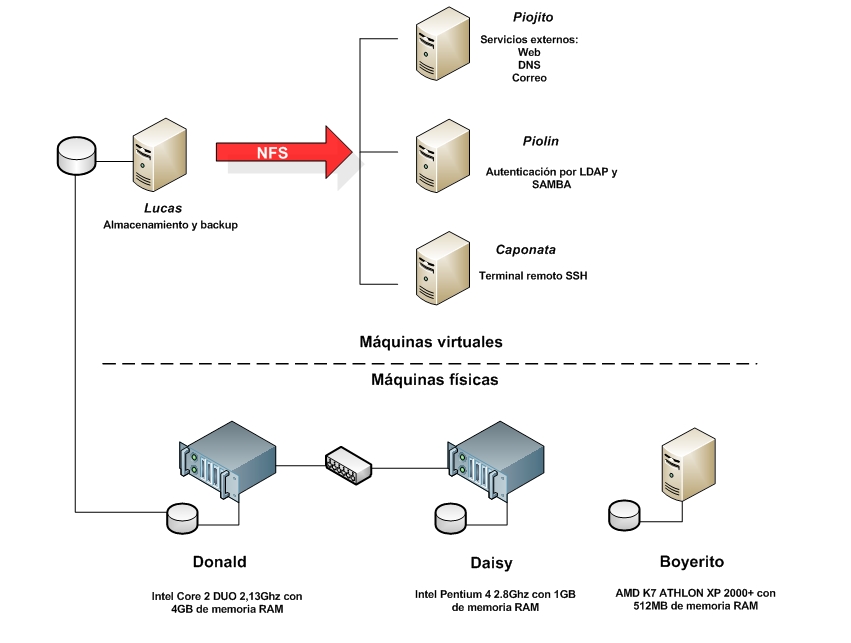 Piojito
Servicios externos:
Web
DNS
Correo
NFS
Piolin
Autenticación por LDAP y
SAMBA
Lucas
Almacenamiento y backup
Caponata
Terminal remoto SSH
Máquinas virtuales
Máquinas físicas
Donald
Intel Core 2 DUO 2,13Ghz con
4GB de memoria RAM
Daisy
Intel Pentium 4 2.8Ghz con 1GB
de memoria RAM
Boyerito
AMD K7 ATHLON XP 2000+ con
512MB de memoria RAM